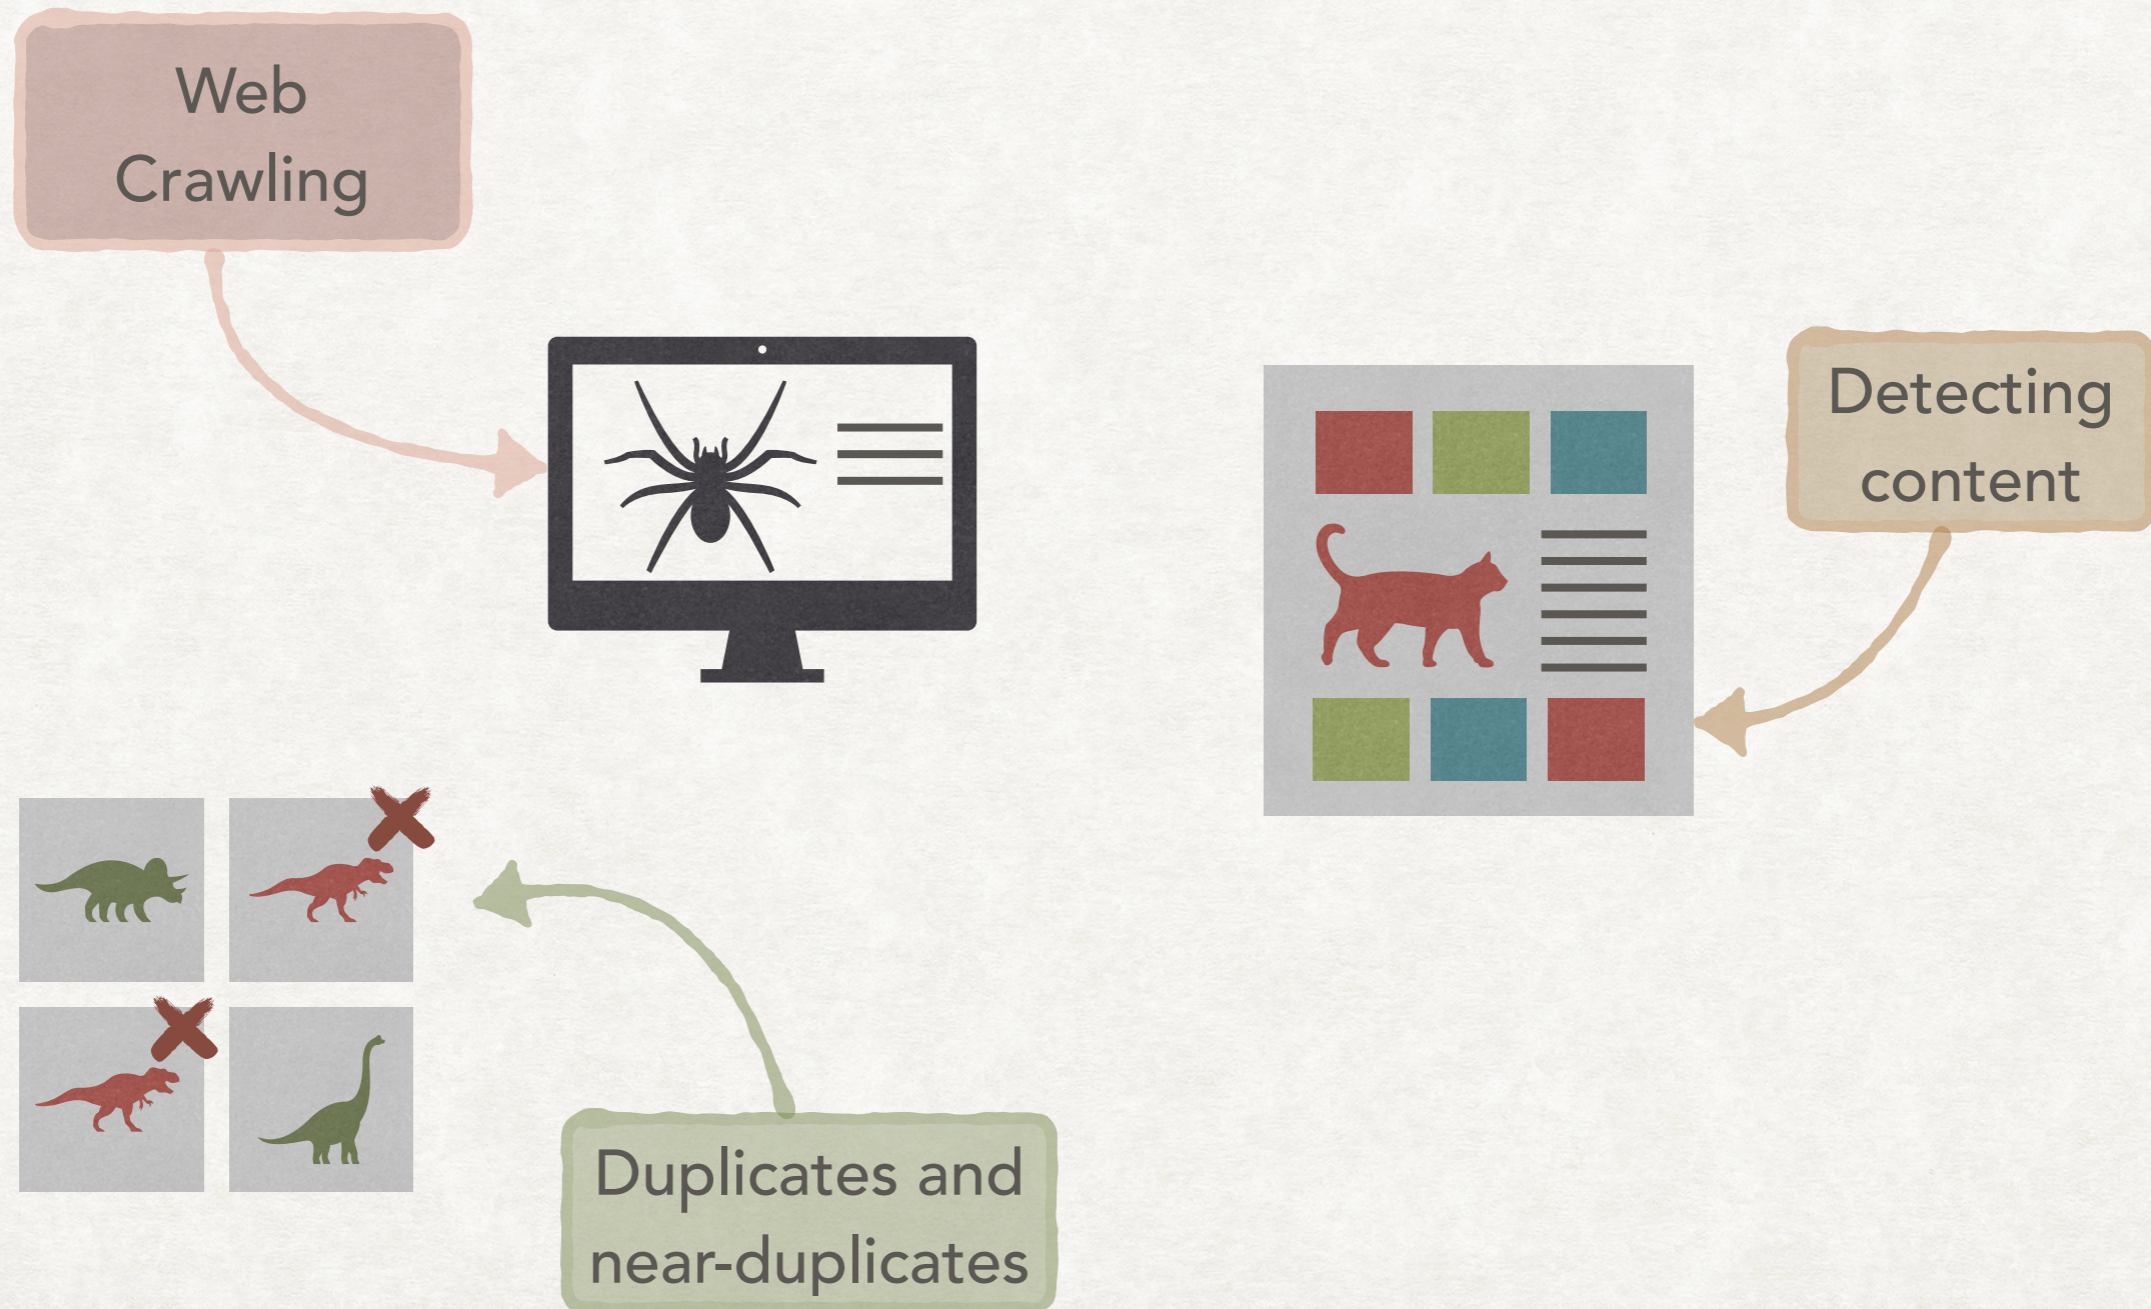 Web
Crawling
Detecting
content
Duplicates and
near-duplicates